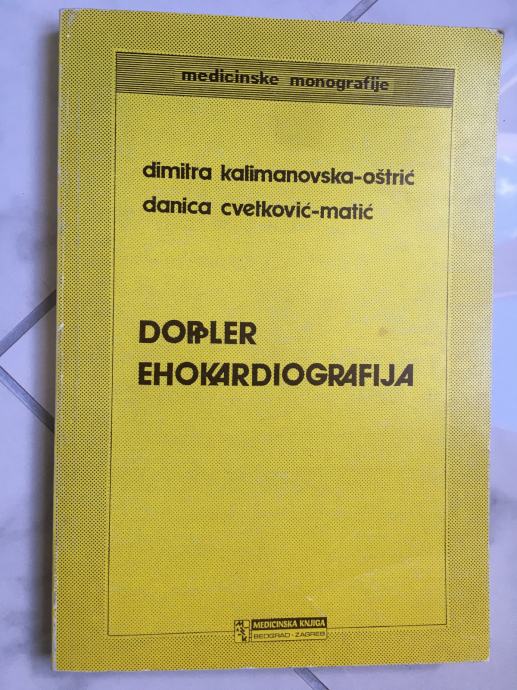 medicinske monografije
dimitra kalimanovska-oštrić
danica cvetković-matić
DOPPLER
EHOKARDIOGRAFIJA
MEDICINSKA KNJIGA
BEOGRAD - ZAGREB